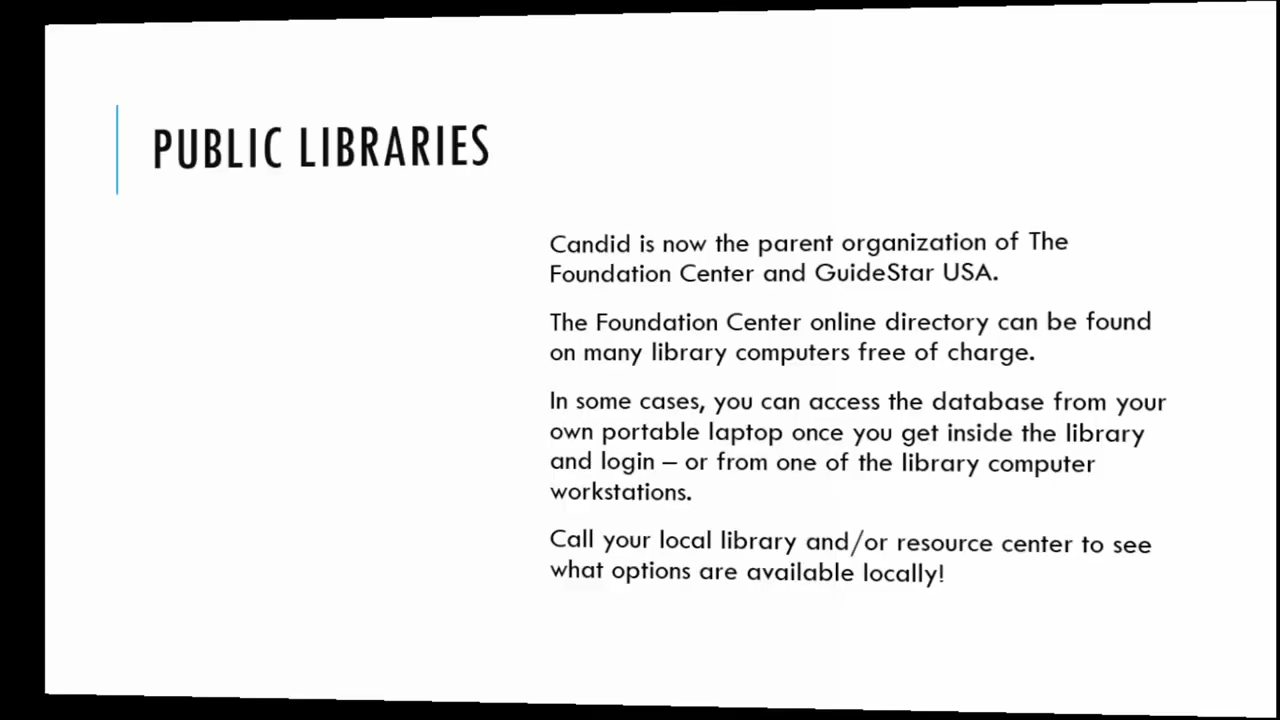 PUBLIC LIBRARIES
Candid is now the parent organization of The
Foundation Center and GuideStar USA.
The Foundation Center online directory can be found
on many library computers free of charge.
In some cases, you can access the database from your
own portable laptop once you get inside the library
and login – or from one of the library computer
workstations.
Call your local library and/or resource center to see
what options are available locally!